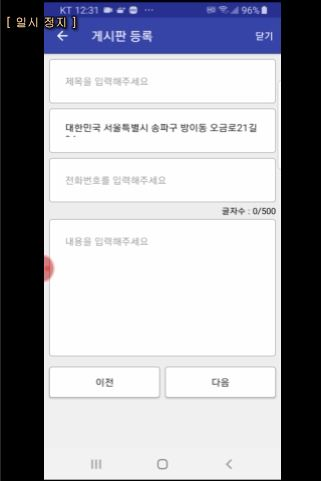 KT 12:31 ... 96%
[ 일시 정지 ]
게시판 등록 닫기
제목을 입력해주세요
대한민국 서울특별시 송파구 방이동 오금로21길
전화번호를 입력해주세요
글자수 : 0/500
내용을 입력해주세요
이전 다음